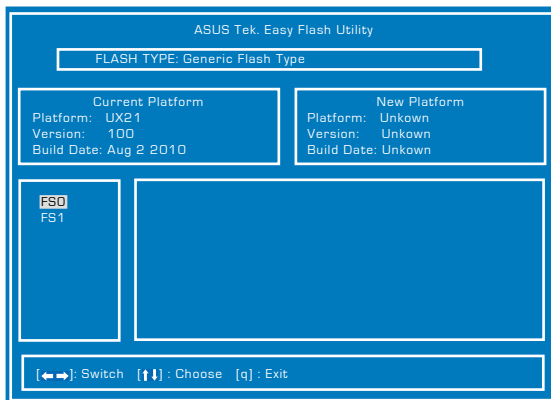 ASUS Tek. Easy Flash Utility
FLASH TYPE: Generic Flash Type
Current Platform
Platform: UX21
Version: 100
Build Date: Aug 2 2010
New Platform
Platform: Unkown
Version: Unkown
Build Date: Unkown
FS0
FS1
[←→]: Switch [↑↓] : Choose [q] : Exit